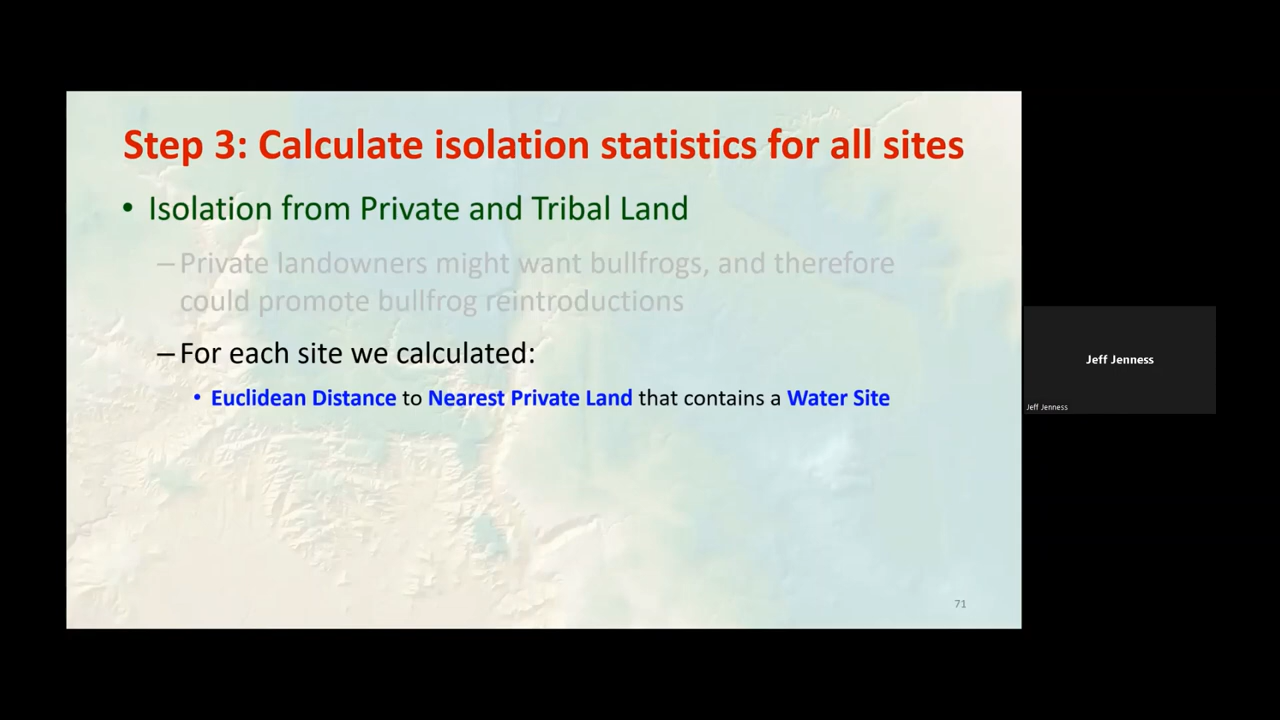 Step 3: Calculate isolation statistics for all sites
• Isolation from Private and Tribal Land
– Private landowners might want bullfrogs, and therefore
could promote bullfrog reintroductions
– For each site we calculated:
• Euclidean Distance to Nearest Private Land that contains a Water Site
71
Jeff Jenness
Jeff Jenness